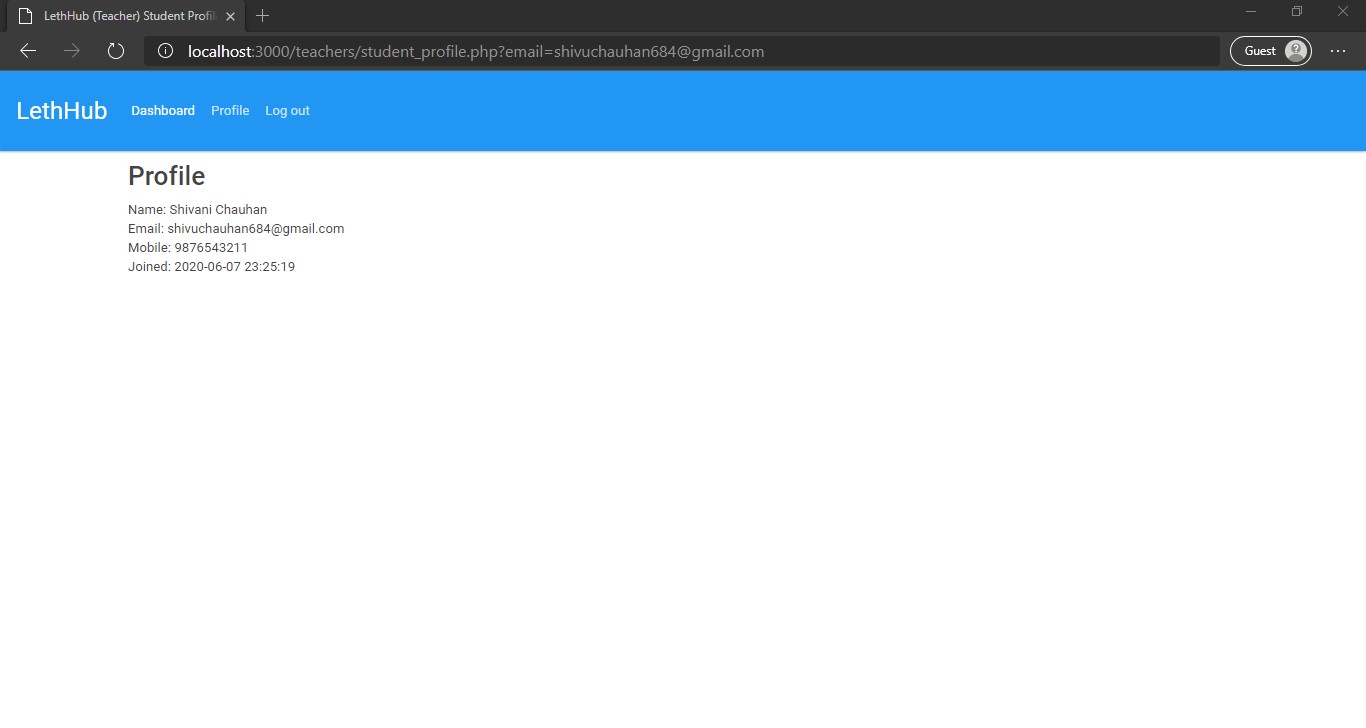 LethHub (Teacher) Student Profil
localhost:3000/teachers/student_profile.php?email=shivuchauhan684@gmail.com
Guest
LethHub Dashboard Profile Log out
Profile
Name: Shivani Chauhan
Email: shivuchauhan684@gmail.com
Mobile: 9876543211
Joined: 2020-06-07 23:25:19